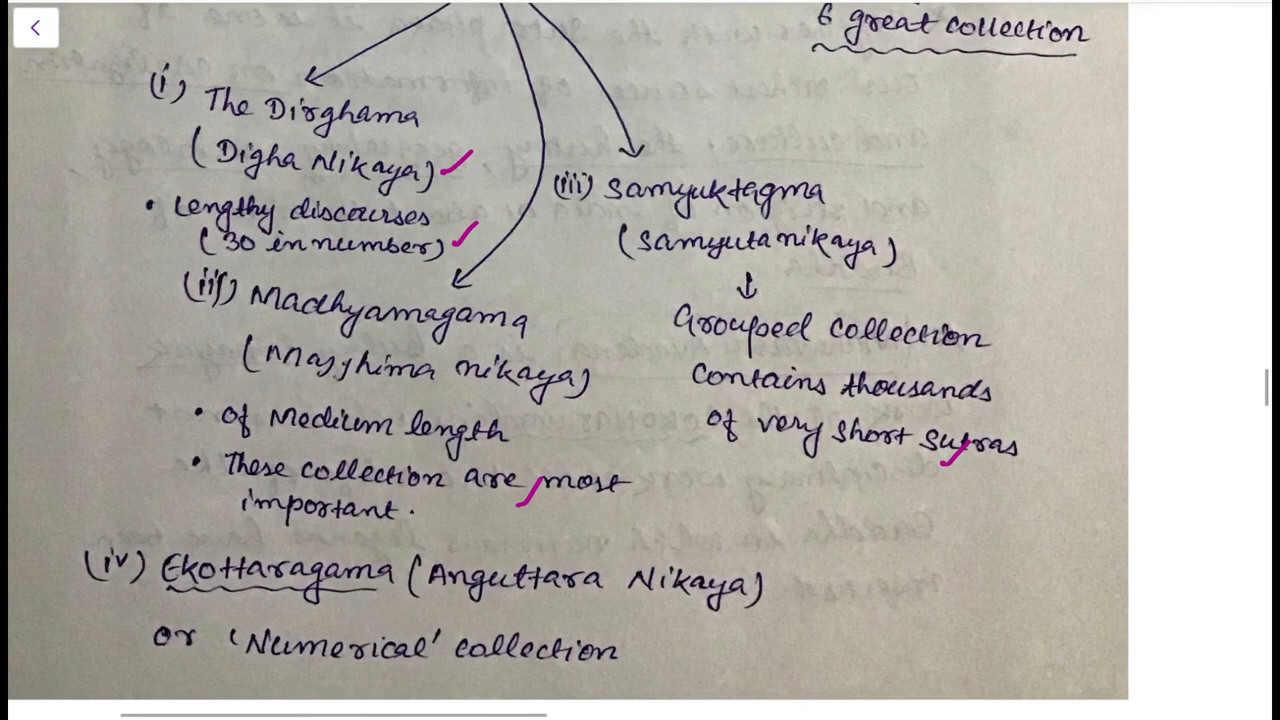 6 great collection
(i) The Dirghama
(Digha Nikaya)
• Lengthy discourses
(30 in number)
(ii) Madhyamagama
(Majjhima nikaya)
• of Medium length
• These collection are most
important.
(iii) Samyuktagma
(Samyuta nikaya)
↓
Grouped collection
contains thousands
of very short sutras
(iv) Ekottaragama (Anguttara Nikaya)
or 'Numerical' collection